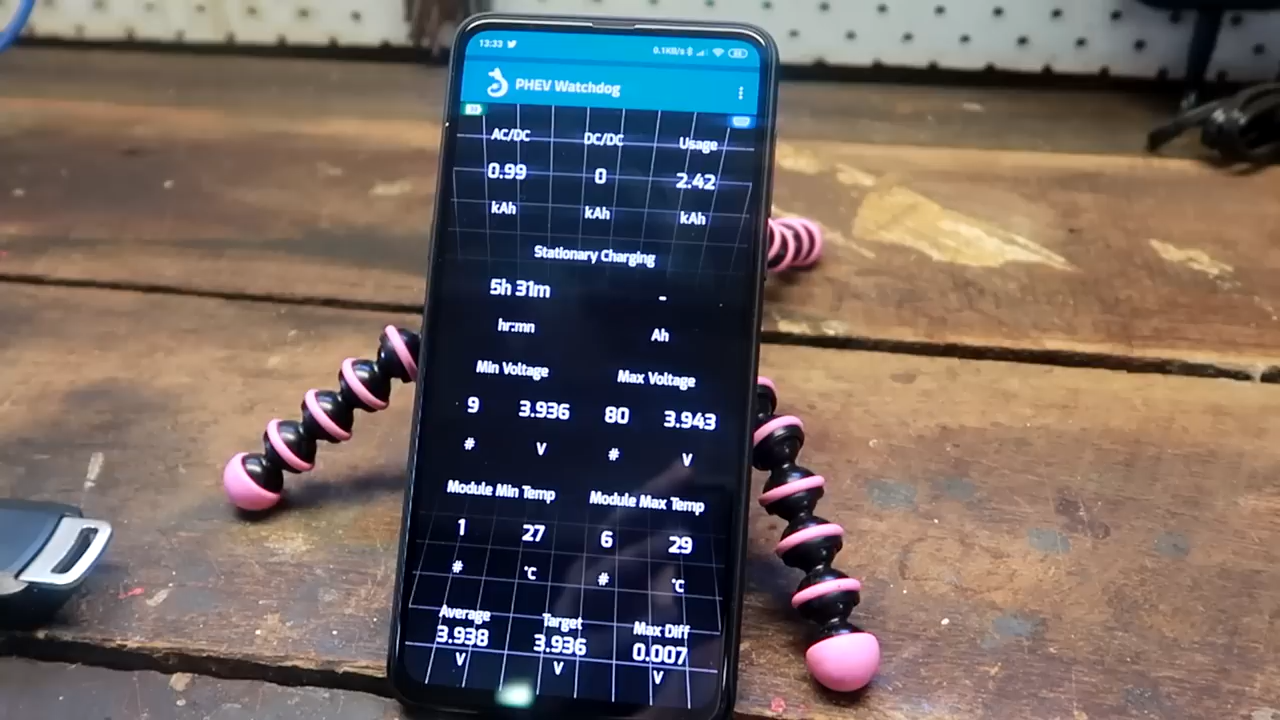 13:33 0.1KB/s
PHEV Watchdog
AC/DC DC/DC Usage
0.99 0 2.42
kAh kAh kAh
Stationary Charging
5h 31m -
hr:mn Ah
Min Voltage Max Voltage
9 3.936 80 3.943
# V # V
Module Min Temp Module Max Temp
1 27 6 29
# °C # °C
Average Target Max Diff
3.938 3.936 0.007
V V V